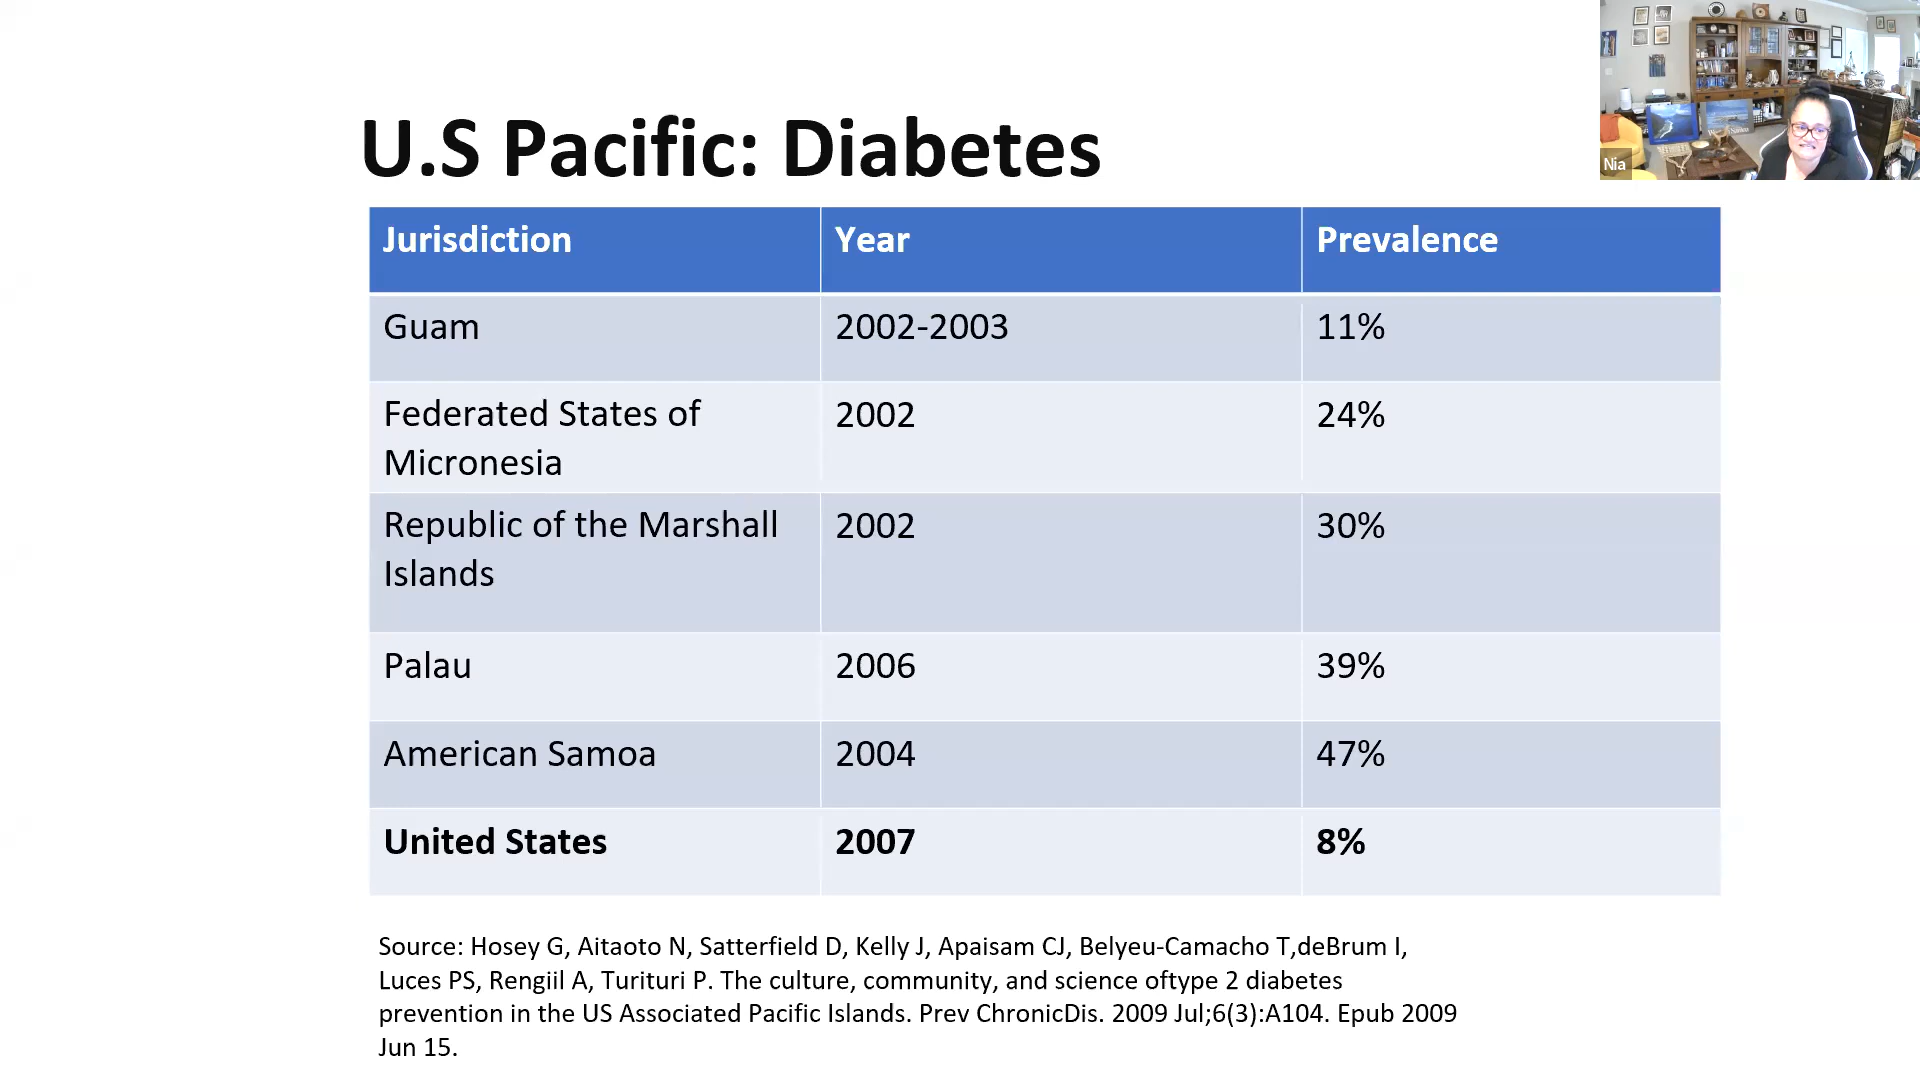 U.S Pacific: Diabetes
Nia
Jurisdiction Year Prevalence
Guam 2002-2003 11%
Federated States of 2002 24%
Micronesia
Republic of the Marshall 2002 30%
Islands
Palau 2006 39%
American Samoa 2004 47%
United States 2007 8%
Source: Hosey G, Aitaoto N, Satterfield D, Kelly J, Apaisam CJ, Belyeu-Camacho T,deBrum I,
Luces PS, Rengiil A, Turituri P. The culture, community, and science oftype 2 diabetes
prevention in the US Associated Pacific Islands. Prev ChronicDis. 2009 Jul;6(3):A104. Epub 2009
Jun 15.